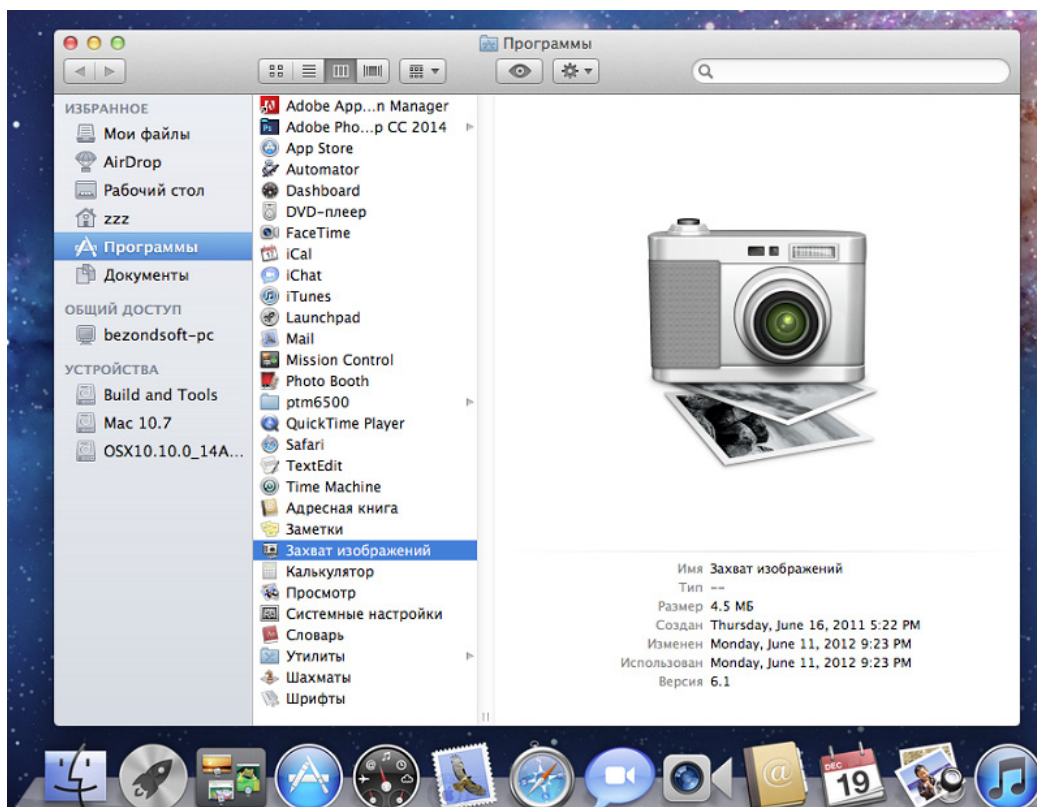 Программы
ИЗБРАННОЕ
Мои файлы
AirDrop
Рабочий стол
zzz
Программы
Документы
ОБЩИЙ ДОСТУП
bezondsoft-pc
УСТРОЙСТВА
Build and Tools
Mac 10.7
OSX10.10.0_14A...
Adobe App...n Manager
Adobe Pho...p CC 2014
App Store
Automator
Dashboard
DVD-плеер
FaceTime
iCal
iChat
iTunes
Launchpad
Mail
Mission Control
Photo Booth
ptm6500
QuickTime Player
Safari
TextEdit
Time Machine
Адресная книга
Заметки
Захват изображений
Калькулятор
Просмотр
Системные настройки
Словарь
Утилиты
Шахматы
Шрифты
Имя Захват изображений
Тип --
Размер 4.5 МБ
Создан Thursday, June 16, 2011 5:22 PM
Изменен Monday, June 11, 2012 9:23 PM
Использован Monday, June 11, 2012 9:23 PM
Версия 6.1
@
DEC
19